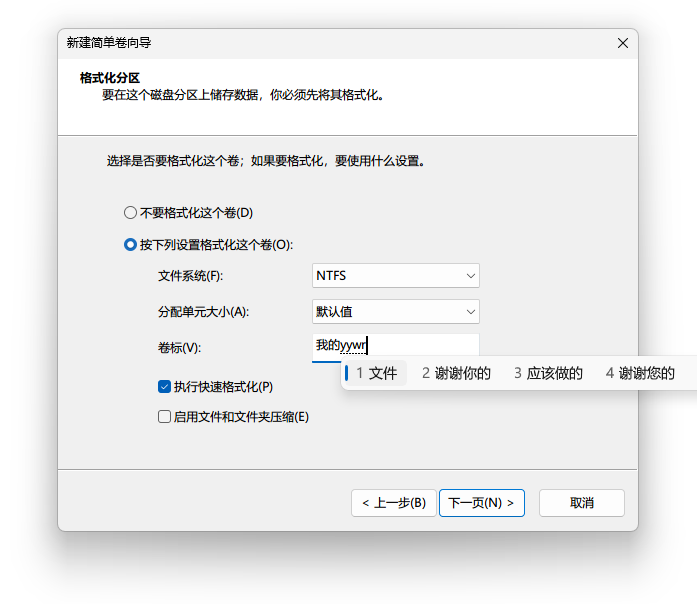 新建简单卷向导
格式化分区
要在这个磁盘分区上储存数据，你必须先将其格式化。
选择是否要格式化这个卷；如果要格式化，要使用什么设置。
不要格式化这个卷(D)
按下列设置格式化这个卷(O):
文件系统(F): NTFS
分配单元大小(A): 默认值
卷标(V): 我的yywr
1 文件 2 谢谢你的 3 应该做的 4 谢谢您的
执行快速格式化(P)
启用文件和文件夹压缩(E)
< 上一步(B) 下一页(N) > 取消